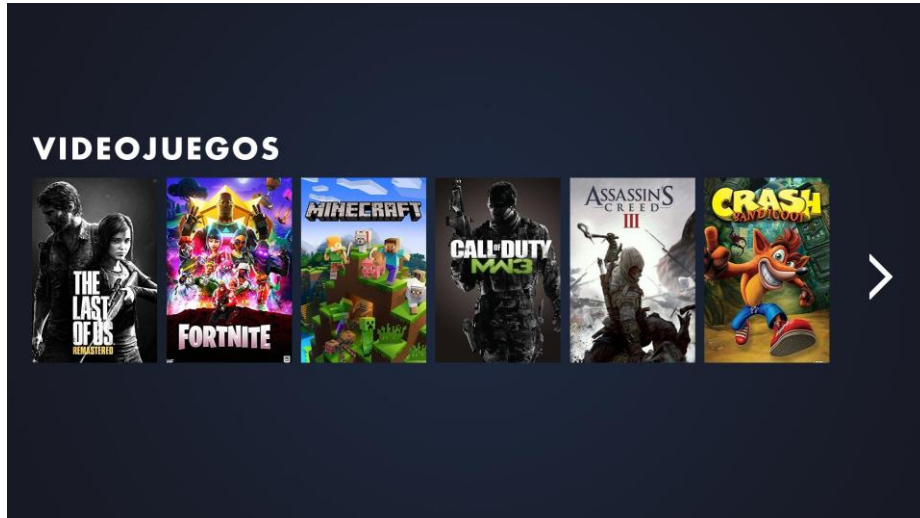 VIDEOJUEGOS
THE
LAST
OF US
REMASTERED
FORTNITE
MINECRAFT
CALL OF DUTY
MW3
ASSASSIN'S
CREED
III
CRASH
BANDICOOT